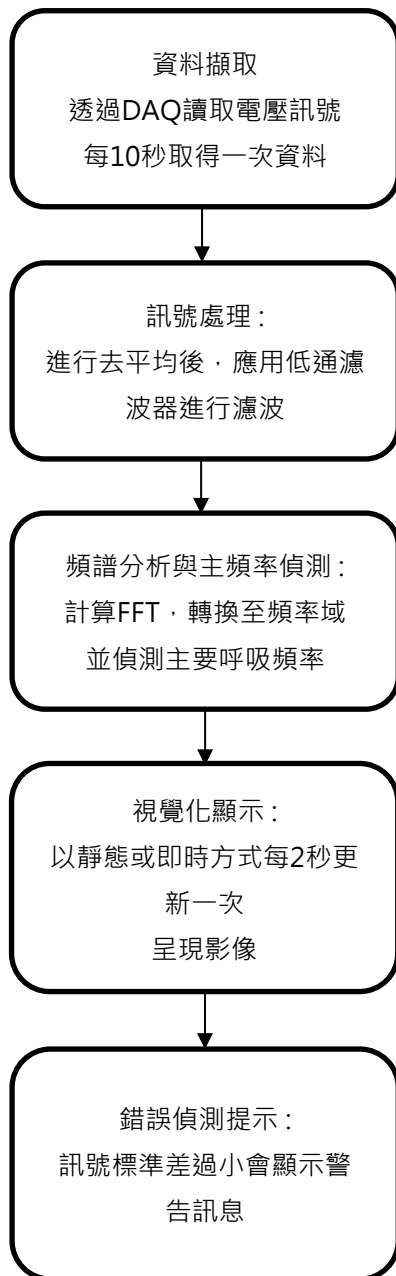 資料擷取
透過DAQ讀取電壓訊號
每10秒取得一次資料
訊號處理：
進行去平均後，應用低通濾
波器進行濾波
頻譜分析與主頻率偵測：
計算FFT，轉換至頻率域
並偵測主要呼吸頻率
視覺化顯示：
以靜態或即時方式每2秒更
新一次
呈現影像
錯誤偵測提示：
訊號標準差過小會顯示警
告訊息